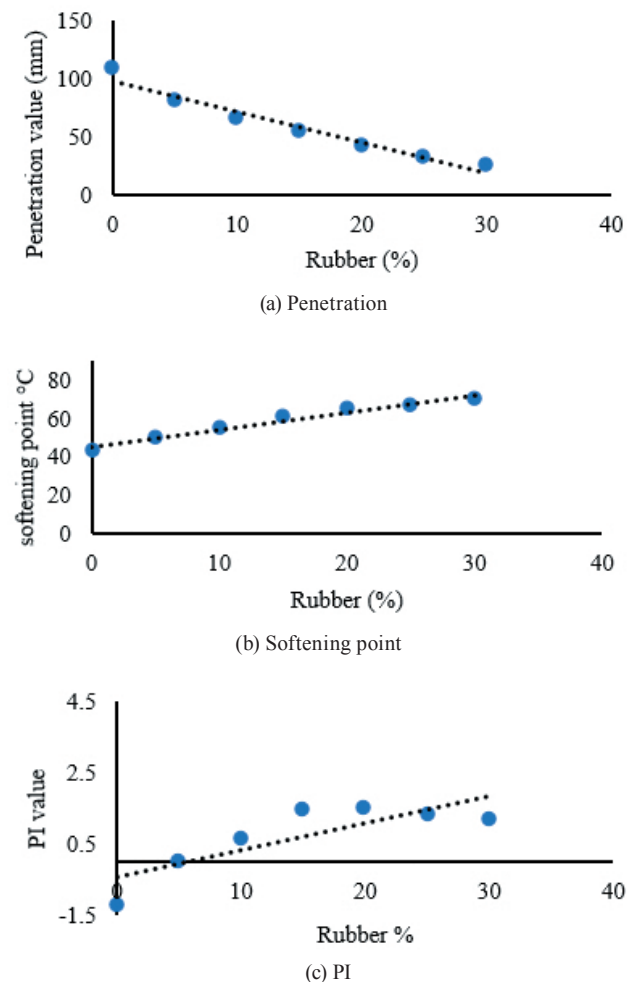 150
100
50
0
Penetration value (mm)
0 10 20 30 40
Rubber (%)
(a) Penetration
80
60
40
20
0
softening point °C
0 10 20 30 40
Rubber (%)
(b) Softening point
4.5
2.5
0.5
-1.5
PI value
0 10 20 30 40
Rubber %
(c) PI